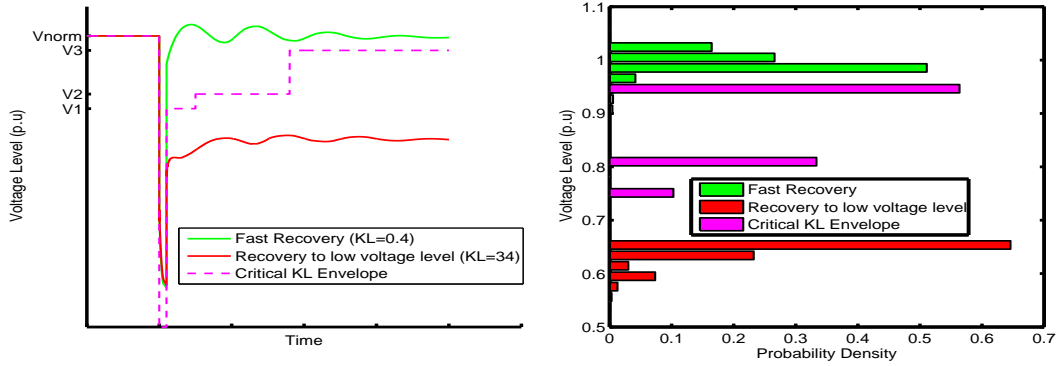 Vnorm
V3
V2
V1
Voltage Level (p.u)
Fast Recovery (KL=0.4)
Recovery to low voltage level (KL=34)
Critical KL Envelope
Time
1.1
1
0.9
0.8
0.7
0.6
0.5
Voltage Level (p.u)
Fast Recovery
Recovery to low voltage level
Critical KL Envelope
0 0.1 0.2 0.3 0.4 0.5 0.6 0.7
Probability Density